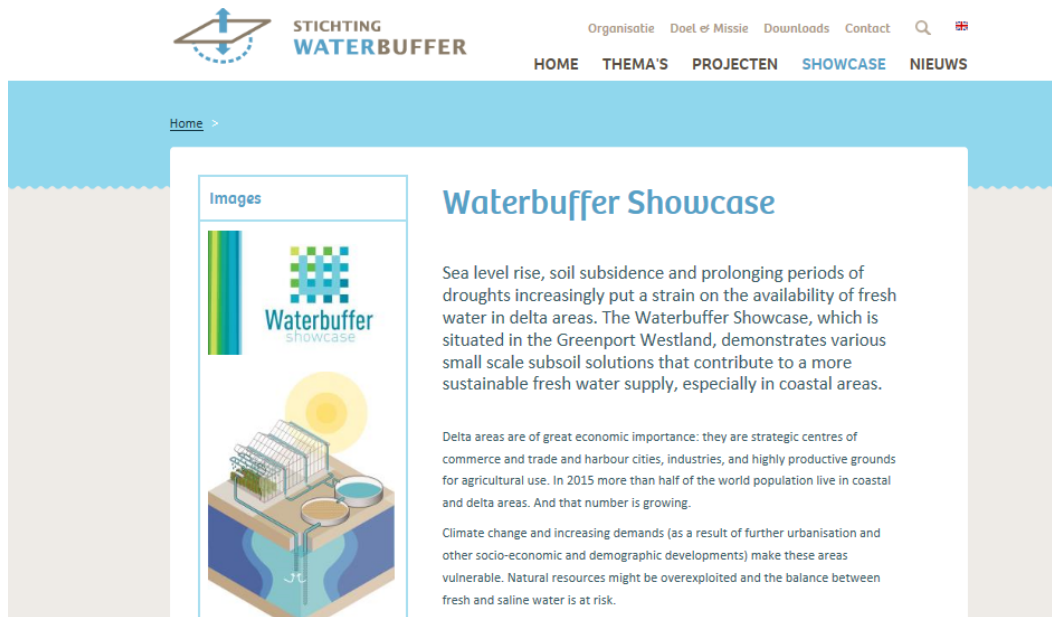 STICHTING
WATERBUFFER
Organisatie Doel & Missie Downloads Contact
HOME THEMA'S PROJECTEN SHOWCASE NIEUWS
Home >
Images
Waterbuffer
showcase
Waterbuffer Showcase
Sea level rise, soil subsidence and prolonging periods of
droughts increasingly put a strain on the availability of fresh
water in delta areas. The Waterbuffer Showcase, which is
situated in the Greenport Westland, demonstrates various
small scale subsoil solutions that contribute to a more
sustainable fresh water supply, especially in coastal areas.
Delta areas are of great economic importance: they are strategic centres of
commerce and trade and harbour cities, industries, and highly productive grounds
for agricultural use. In 2015 more than half of the world population live in coastal
and delta areas. And that number is growing.
Climate change and increasing demands (as a result of further urbanisation and
other socio-economic and demographic developments) make these areas
vulnerable. Natural resources might be overexploited and the balance between
fresh and saline water is at risk.